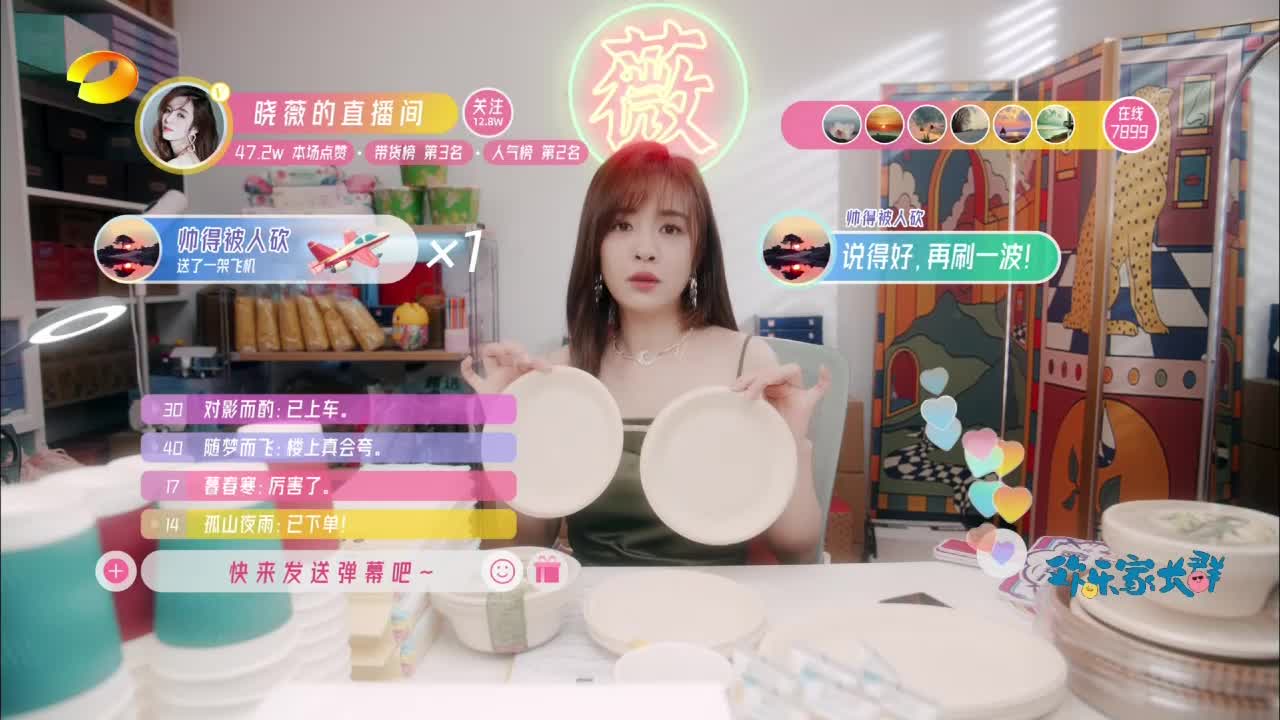 薇
晓薇的直播间
关注
12.8W
47.2w 本场点赞 · 带货榜 第3名 · 人气榜 第2名
在线
7899
帅得被人砍
送了一架飞机
×1
帅得被人砍
说得好,再刷一波!
30 对影而酌:已上车。
40 随梦而飞:楼上真会夸。
17 暮春寒:厉害了。
14 孤山夜雨:已下单!
快来发送弹幕吧~
欢乐家长群